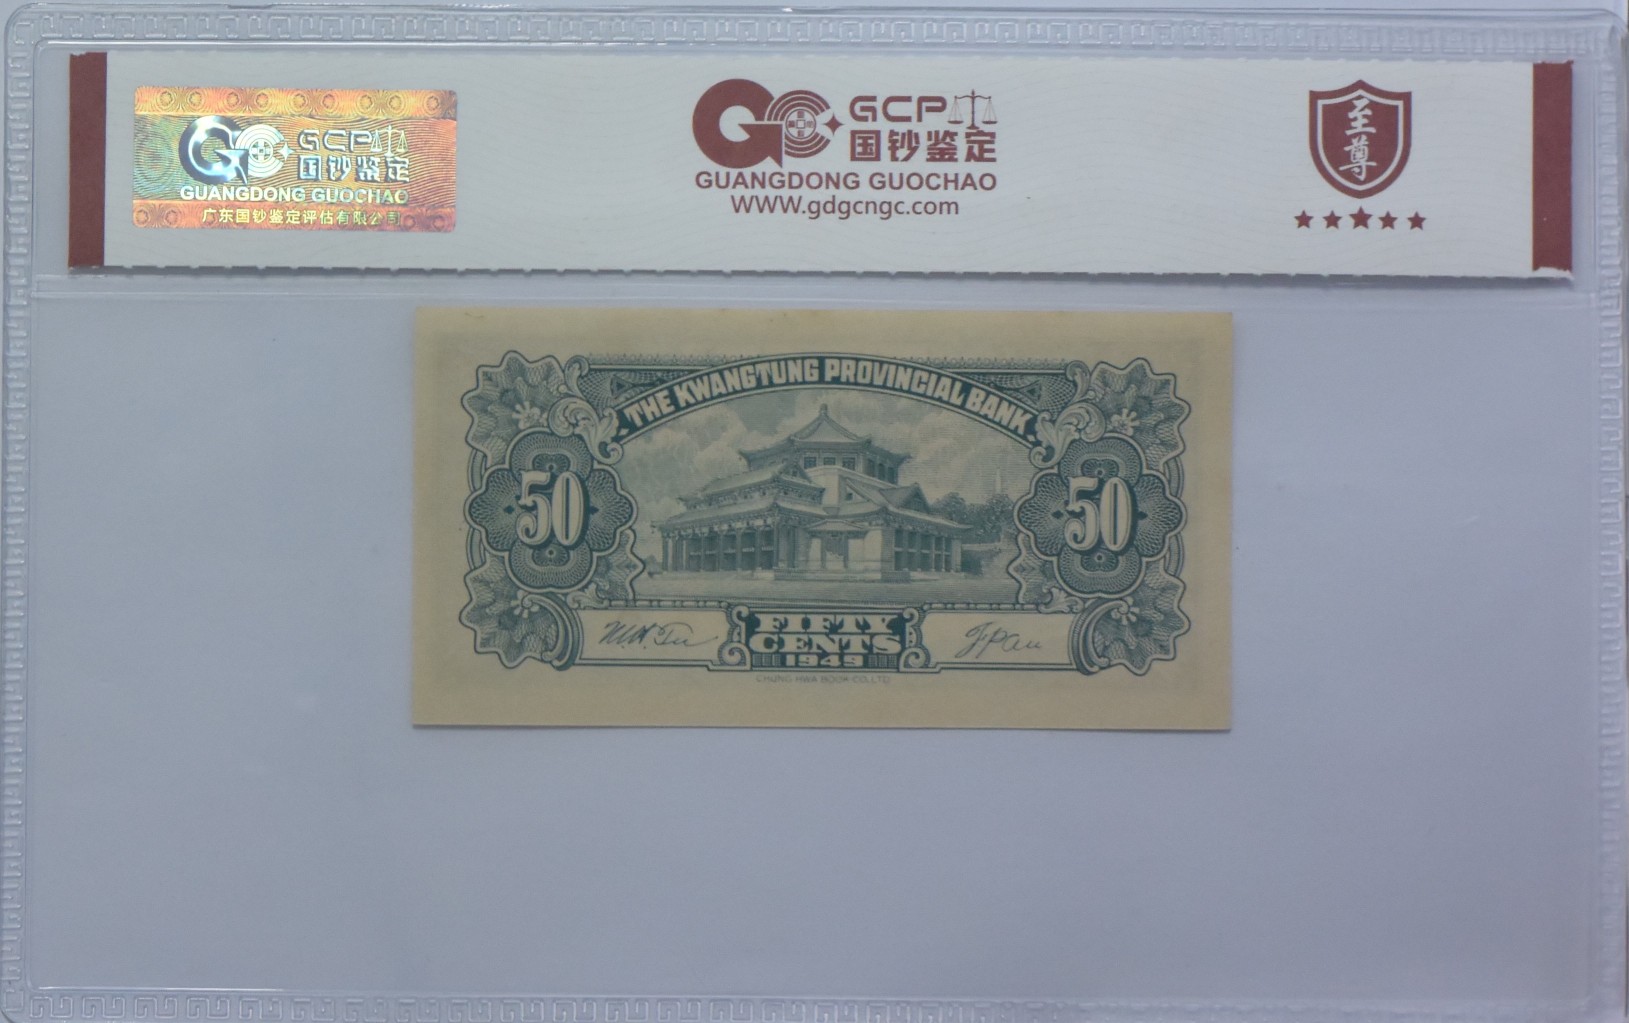 GCP
国钞鉴定
GUANGDONG GUOCHAO
广东国钞鉴定评估有限公司
GCP
国钞鉴定
GUANGDONG GUOCHAO
WWW.gdgcngc.com
至尊
THE KWANGTUNG PROVINCIAL BANK
50
50
FIFTY
CENTS
1949
CHUNG HWA BOOK CO. LTD